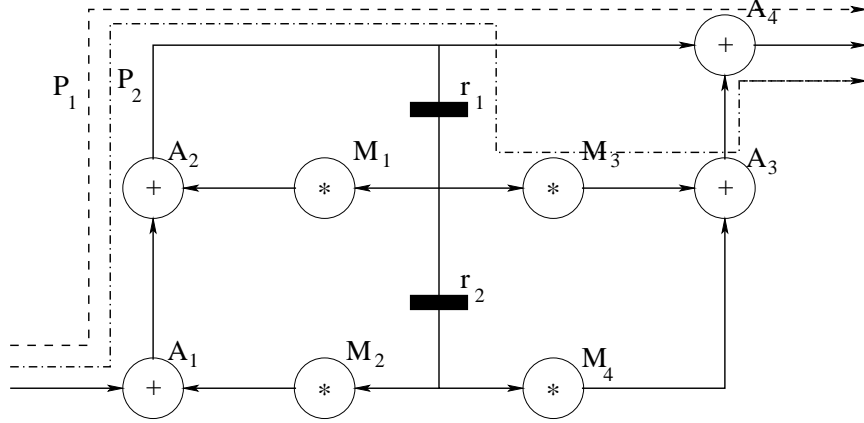 A4
+
P1
P2
r1
A2
M1
M3
A3
+
*
*
+
r2
A1
M2
M4
+
*
*